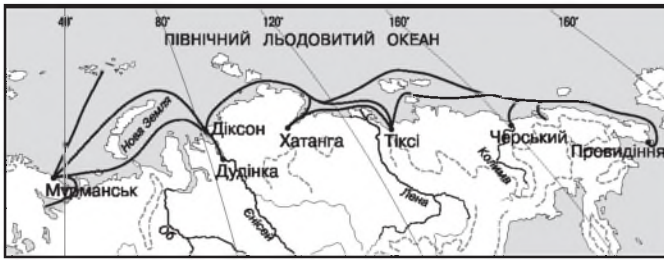 40° 80° 120° 160° 160°
ПІВНІЧНИЙ ЛЬОДОВИТИЙ ОКЕАН
Нова Земля
Діксон
Хатанга
Тіксі
Черський
Провидіння
Мурманськ
Дудінка
Колима
Лена
Єнісей
Об